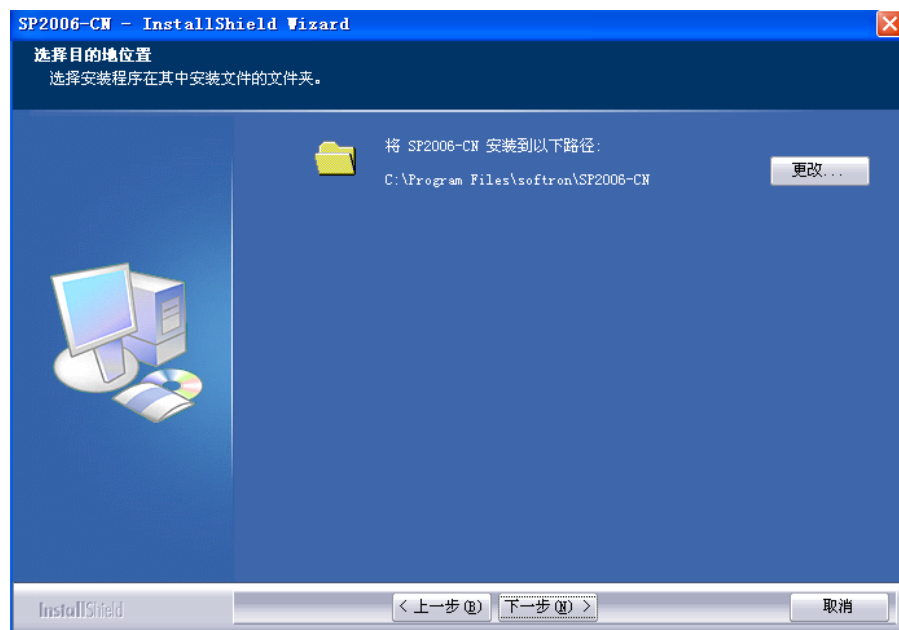 SP2006-CN - InstallShield Wizard
选择目的地位置
选择安装程序在其中安装文件的文件夹。
将 SP2006-CN 安装到以下路径:
C:\Program Files\softron\SP2006-CN
更改...
InstallShield
< 上一步(B)
下一步(N) >
取消